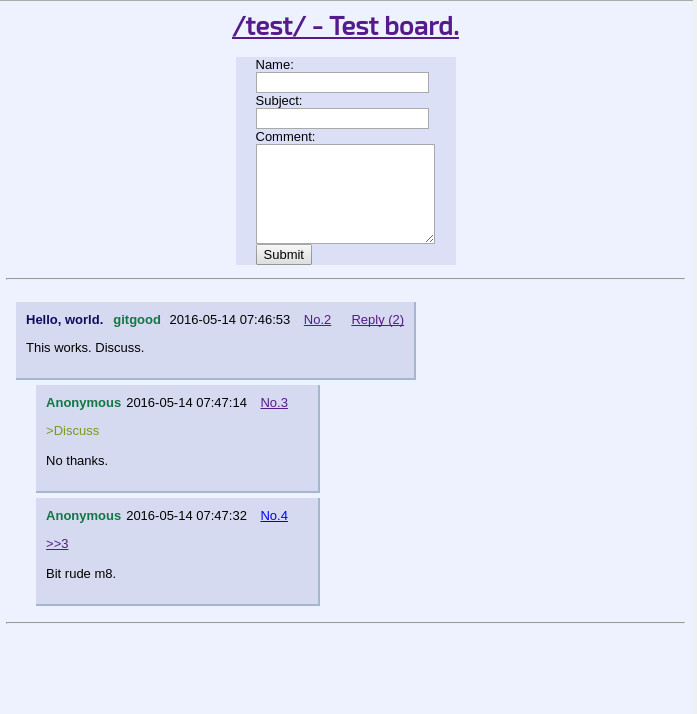 /test/ - Test board.
Name:
Subject:
Comment:
Submit
Hello, world. gitgood 2016-05-14 07:46:53 No.2 Reply (2)
This works. Discuss.
Anonymous 2016-05-14 07:47:14 No.3
>Discuss
No thanks.
Anonymous 2016-05-14 07:47:32 No.4
>>3
Bit rude m8.